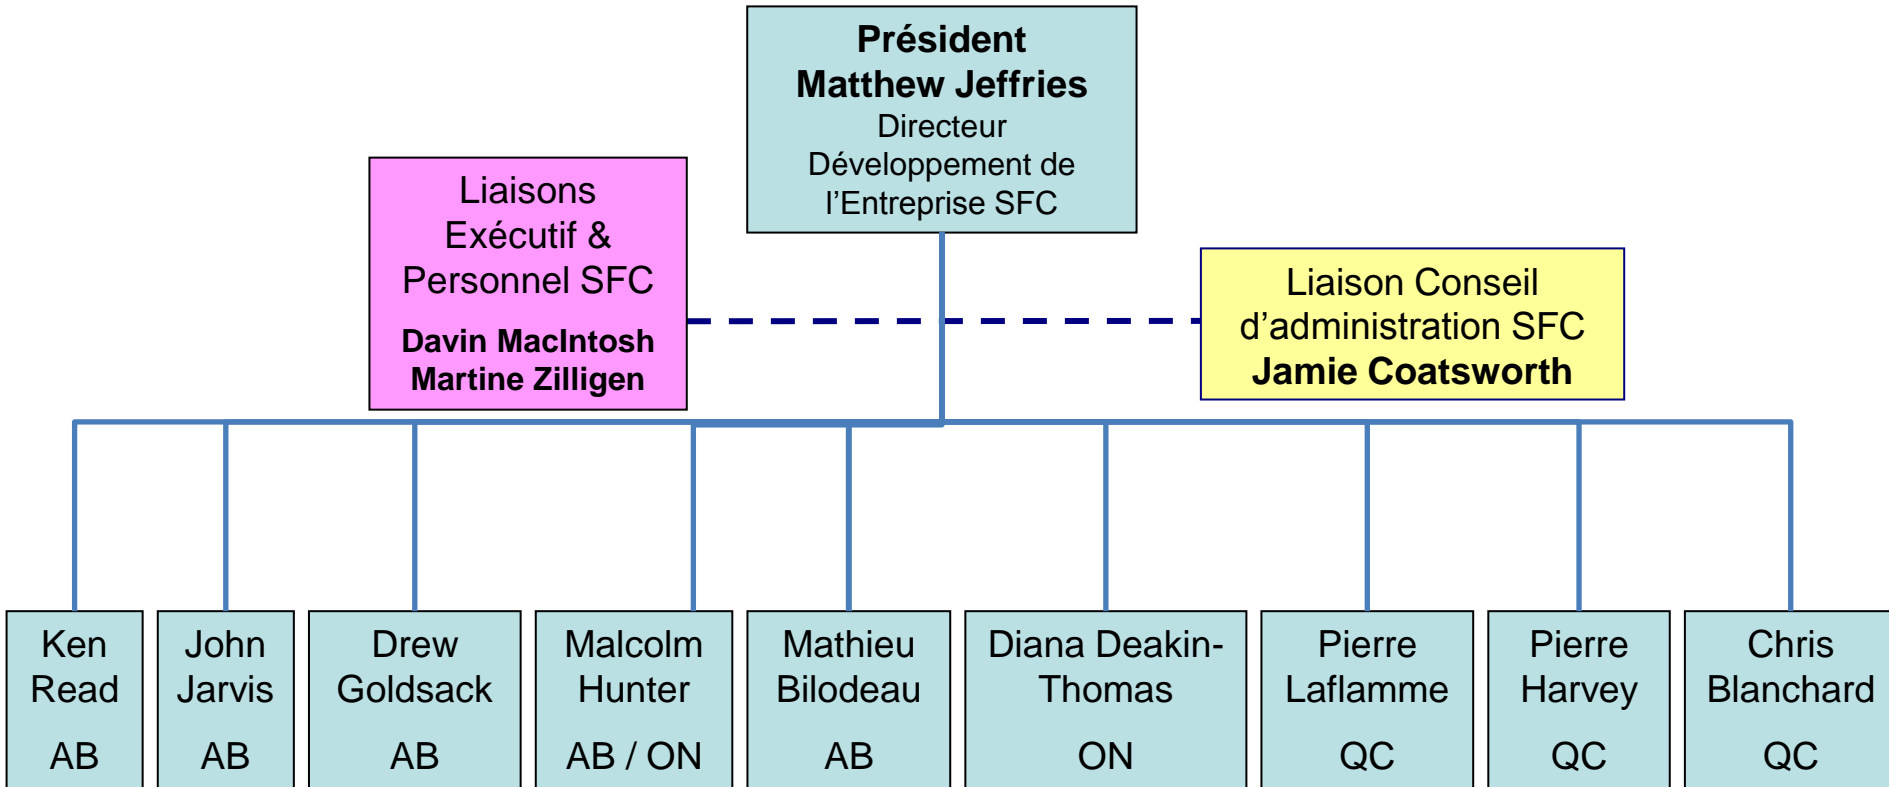 Président
Matthew Jeffries
Directeur
Développement de
l’Entreprise SFC
Liaisons
Exécutif &
Personnel SFC
Davin MacIntosh
Martine Zilligen
Liaison Conseil
d’administration SFC
Jamie Coatsworth
Ken
Read
AB
John
Jarvis
AB
Drew
Goldsack
AB
Malcolm
Hunter
AB / ON
Mathieu
Bilodeau
AB
Diana Deakin-
Thomas
ON
Pierre
Laflamme
QC
Pierre
Harvey
QC
Chris
Blanchard
QC